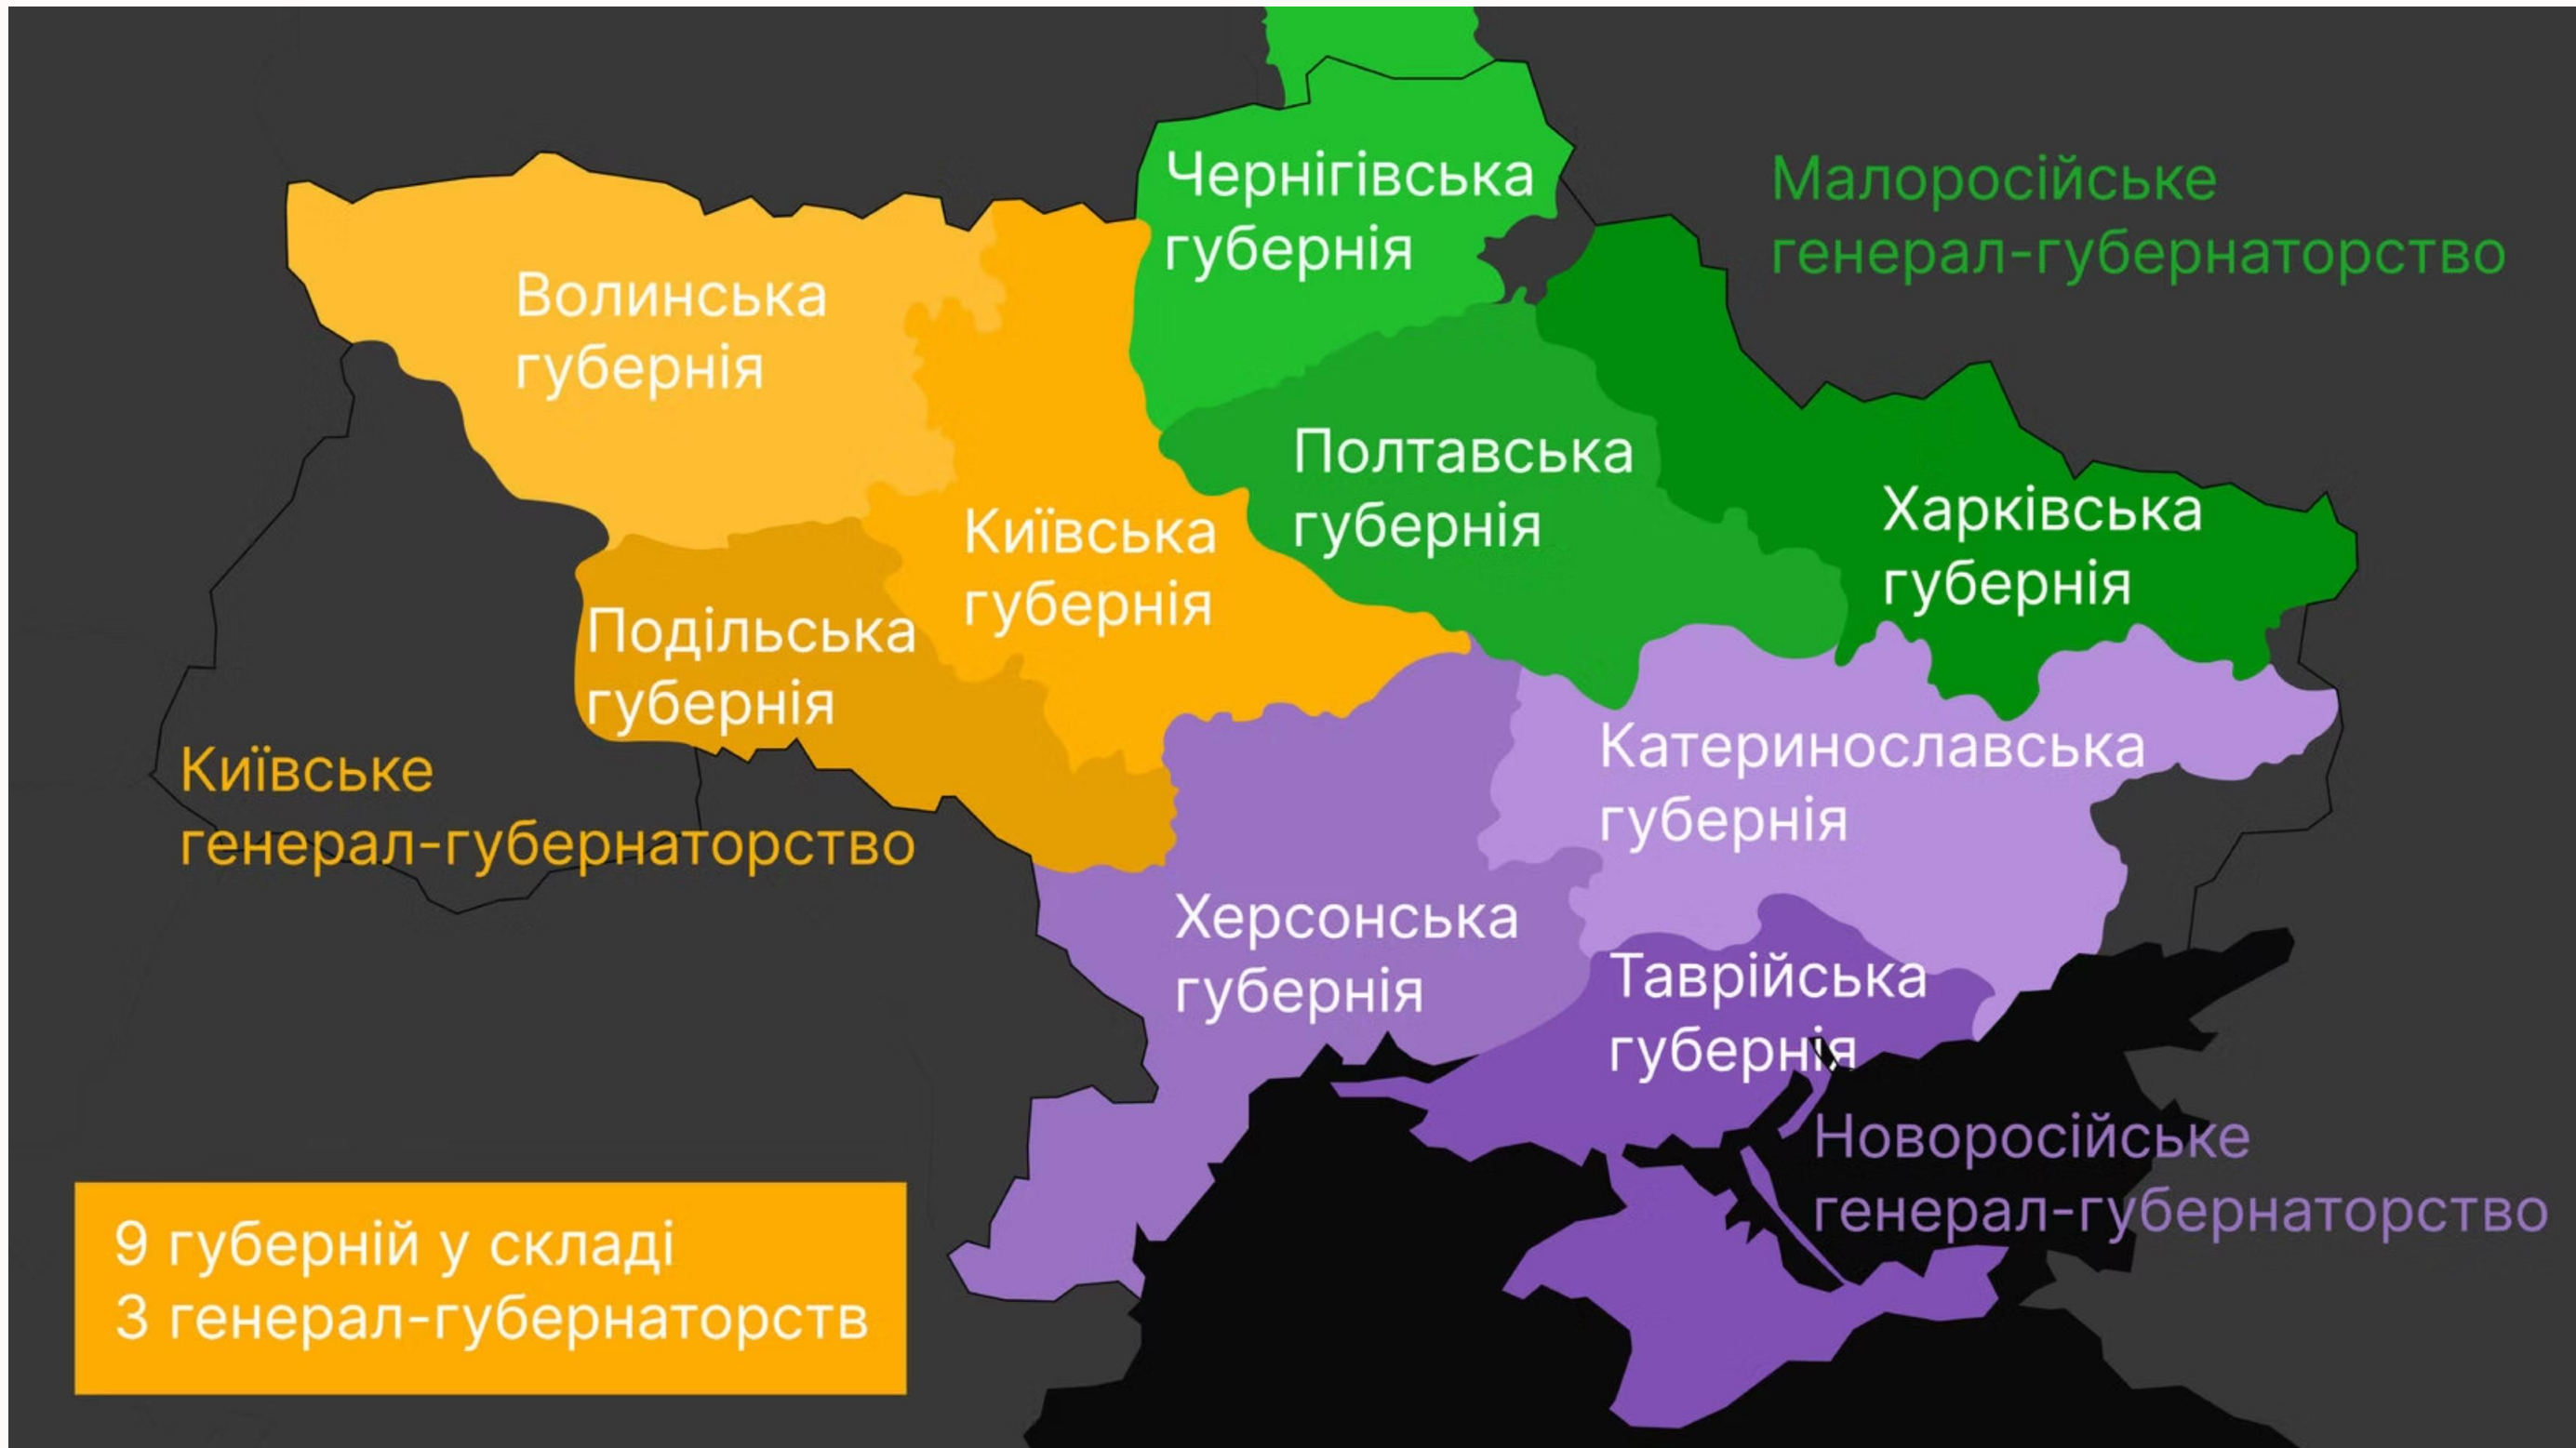 Чернігівська
губернія
Малоросійське
генерал-губернаторство
Волинська
губернія
Полтавська
губернія
Харківська
губернія
Київська
губернія
Подільська
губернія
Київське
генерал-губернаторство
Катеринославська
губернія
Херсонська
губернія
Таврійська
губернія
Новоросійське
генерал-губернаторство
9 губерній у складі
3 генерал-губернаторств